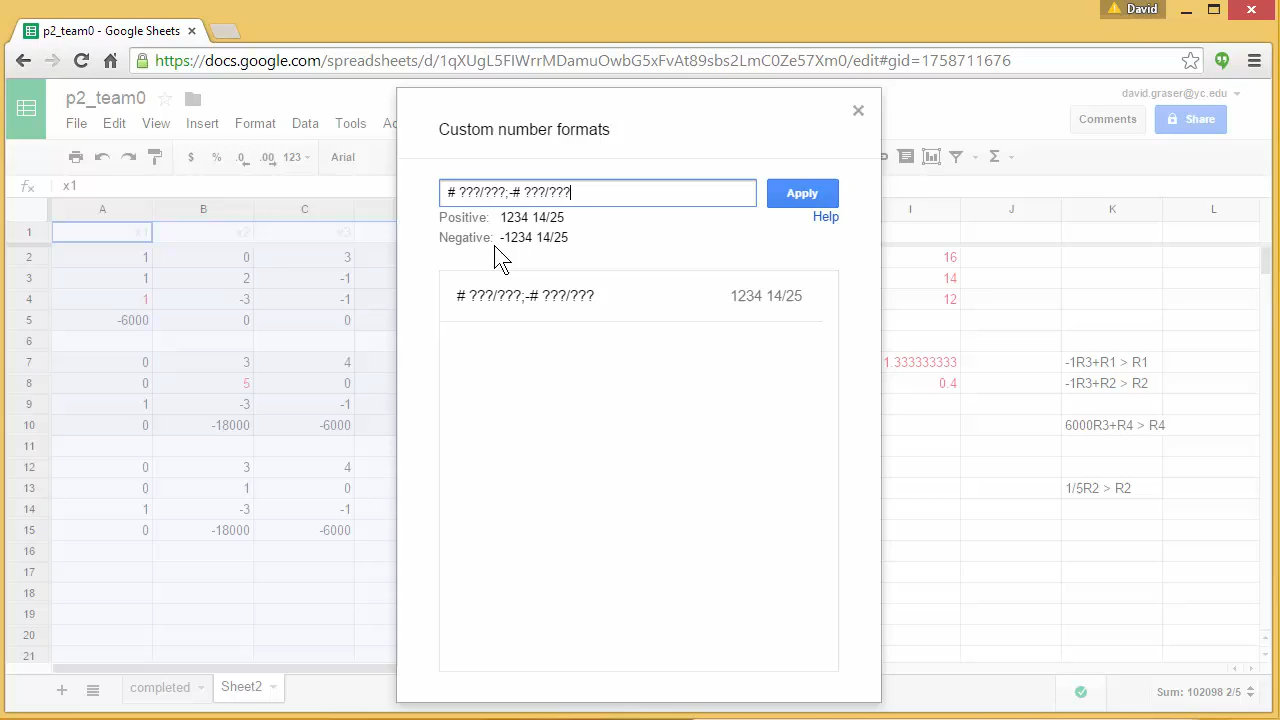 David
p2_team0 - Google Sheets
https://docs.google.com/spreadsheets/d/1qXUgL5FIWrrMDamuOwbG5xFvAt89sbs2LmC0Ze57Xm0/edit#gid=1758711676
p2_team0
david.graser@yc.edu
File Edit View Insert Format Data Tools
Comments Share
$ % .0 .00 123 Arial Σ
fx x1
Custom number formats
# ???/???;-# ???/???
Apply
Positive: 1234 14/25
Help
Negative: -1234 14/25
# ???/???;-# ???/??? 1234 14/25
A B C I J K L
1 x1 x2 x3
2 1 0 3 16
3 1 2 -1 14
4 1 -3 -1 12
5 -6000 0 0
6
7 0 3 4 1.333333333 -1R3+R1 > R1
8 0 5 0 0.4 -1R3+R2 > R2
9 1 -3 -1
10 0 -18000 -6000 6000R3+R4 > R4
11
12 0 3 4
13 0 1 0 1/5R2 > R2
14 1 -3 -1
15 0 -18000 -6000
16
17
18
19
20
21
+ completed Sheet2 Sum: 102098 2/5